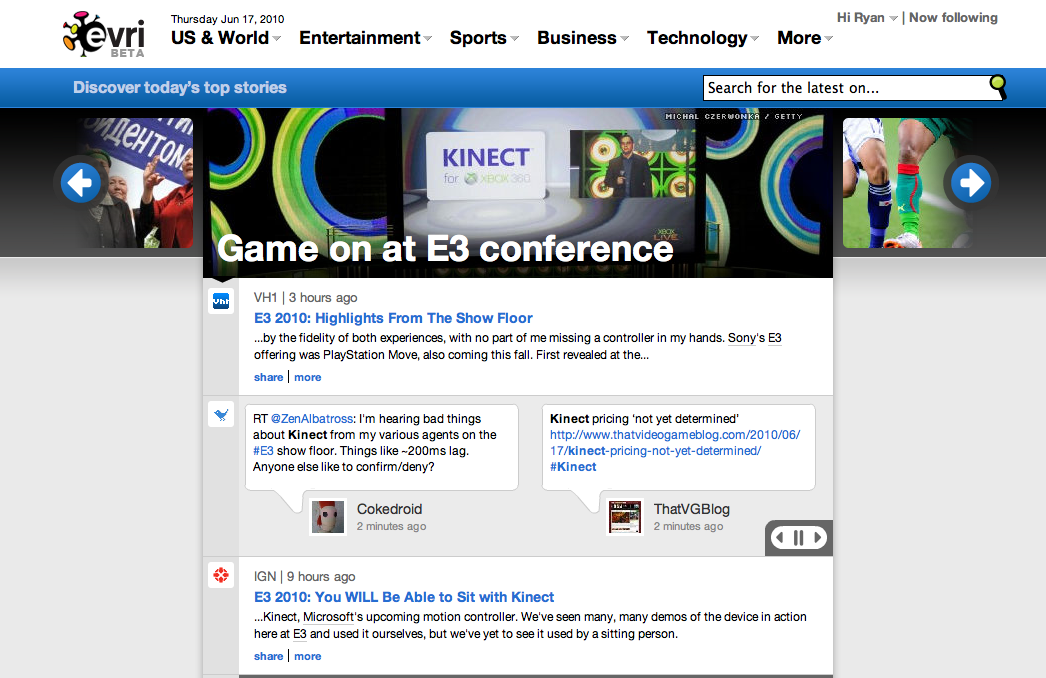 evri
BETA
Thursday Jun 17, 2010
US & World
Entertainment
Sports
Business
Technology
More
Hi Ryan | Now following
Discover today's top stories
Search for the latest on...
ЙДЕНТОМ
MICHAL CZERWONKA / GETTY
KINECT
for XBOX 360
XBOX
LIVE
Game on at E3 conference
VH1 | 3 hours ago
E3 2010: Highlights From The Show Floor
...by the fidelity of both experiences, with no part of me missing a controller in my hands. Sony's E3
offering was PlayStation Move, also coming this fall. First revealed at the...
share | more
RT @ZenAlbatross: I'm hearing bad things
about Kinect from my various agents on the
#E3 show floor. Things like ~200ms lag.
Anyone else like to confirm/deny?
Cokedroid
2 minutes ago
Kinect pricing 'not yet determined'
http://www.thatvideogameblog.com/2010/06/
17/kinect-pricing-not-yet-determined/
#Kinect
ThatVGBlog
2 minutes ago
IGN | 9 hours ago
E3 2010: You WILL Be Able to Sit with Kinect
...Kinect, Microsoft's upcoming motion controller. We've seen many, many demos of the device in action
here at E3 and used it ourselves, but we've yet to see it used by a sitting person.
share | more